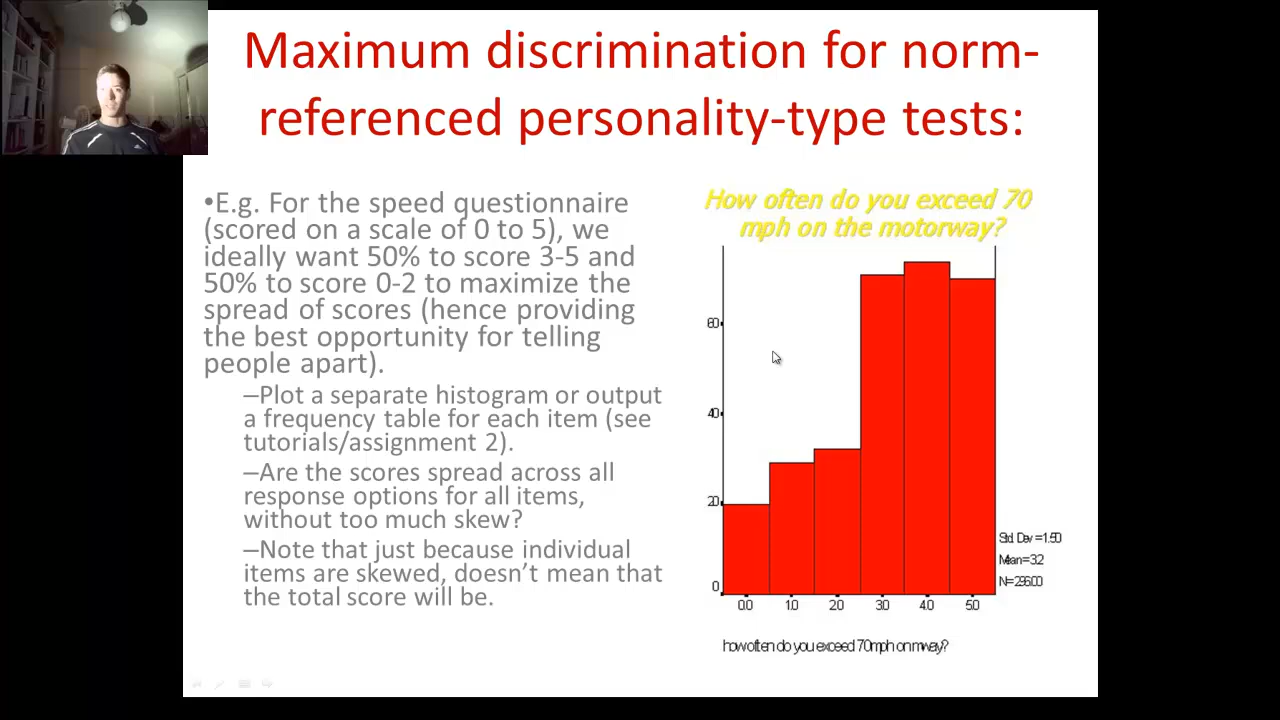 Maximum discrimination for norm-
referenced personality-type tests:
•E.g. For the speed questionnaire
(scored on a scale of 0 to 5), we
ideally want 50% to score 3-5 and
50% to score 0-2 to maximize the
spread of scores (hence providing
the best opportunity for telling
people apart).
–Plot a separate histogram or output
a frequency table for each item (see
tutorials/assignment 2).
–Are the scores spread across all
response options for all items,
without too much skew?
–Note that just because individual
items are skewed, doesn’t mean that
the total score will be.
How often do you exceed 70
mph on the motorway?
60
40
20
0
Std. Dev = 1.50
Mean = 3.2
N = 296.00
0.0 1.0 2.0 3.0 4.0 5.0
how often do you exceed 70mph on mway?